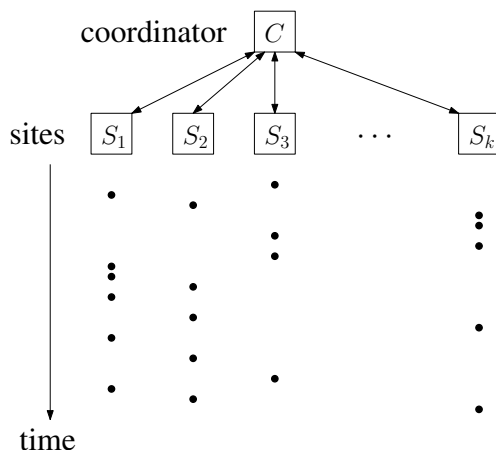 coordinator C
sites S₁ S₂ S₃ ⋯ Sₖ
time